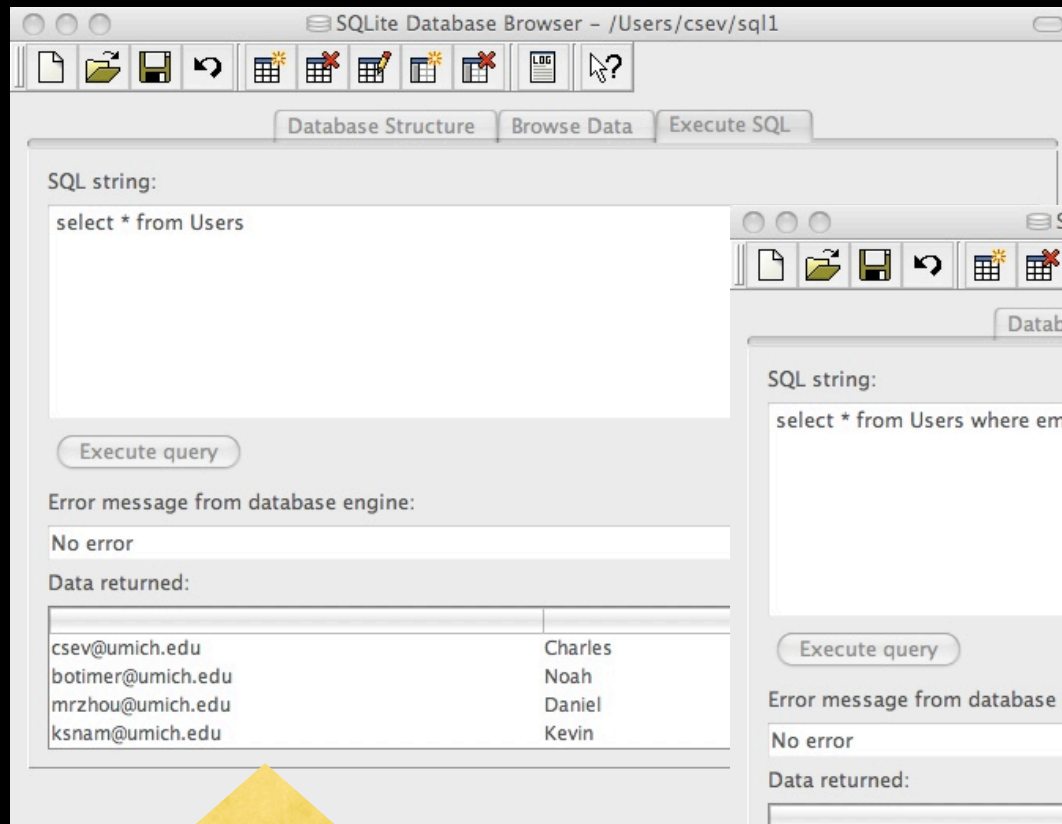 SQLite Database Browser - /Users/csev/sql1
LOG
Database Structure Browse Data Execute SQL
SQL string:
select * from Users
Execute query
Error message from database engine:
No error
Data returned:
csev@umich.edu Charles
botimer@umich.edu Noah
mrzhou@umich.edu Daniel
ksnam@umich.edu Kevin
SQL string:
select * from Users where
Execute query
Error message from database
No error
Data returned: